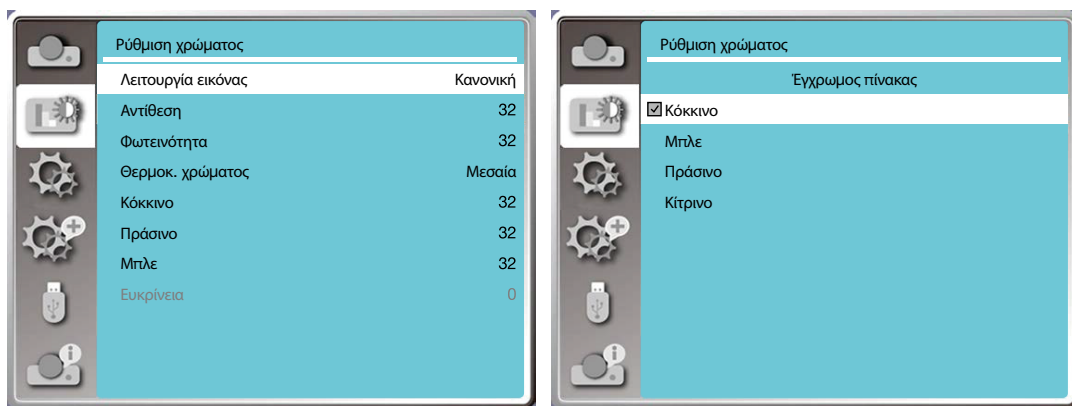 Ρύθμιση χρώματος
Λειτουργία εικόνας Κανονική
Αντίθεση 32
Φωτεινότητα 32
Θερμοκ. χρώματος Μεσαία
Κόκκινο 32
Πράσινο 32
Μπλε 32
Ευκρίνεια 0
Ρύθμιση χρώματος
Έγχρωμος πίνακας
Κόκκινο
Μπλε
Πράσινο
Κίτρινο